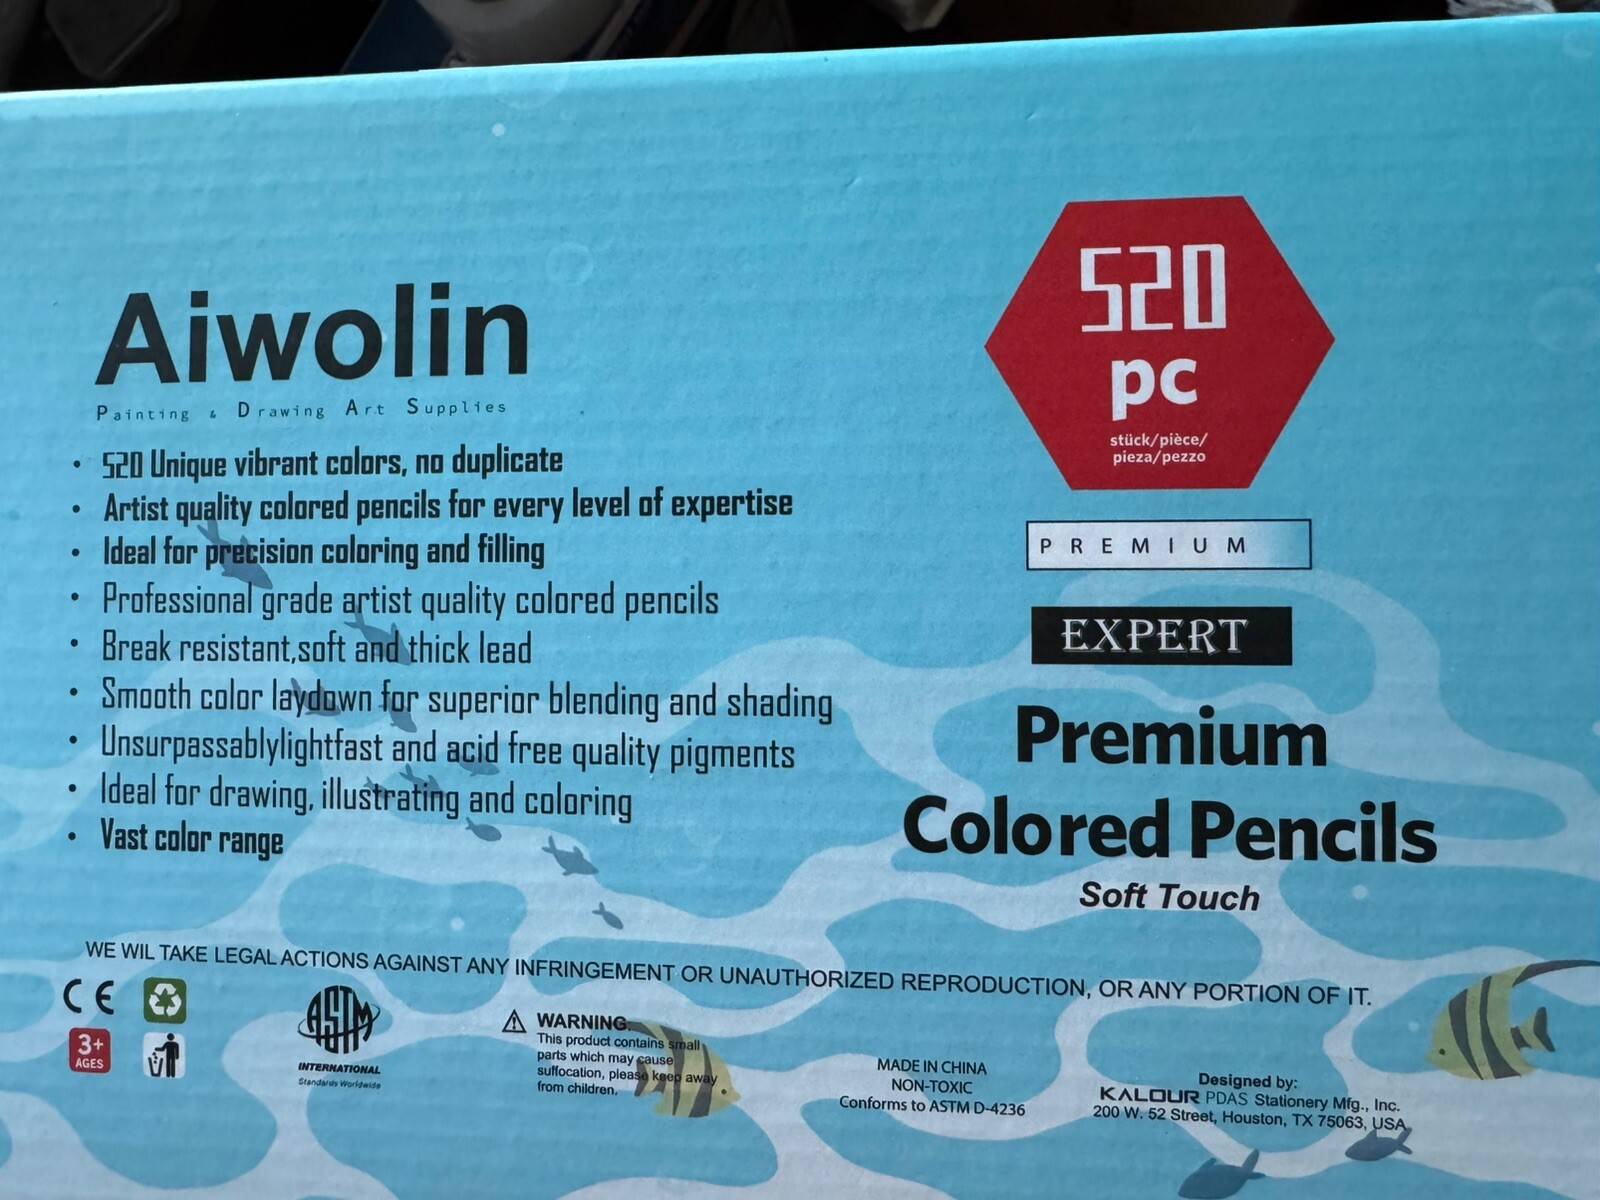 Aiwolin
Painting & Drawing Art Supplies
• 520 Unique vibrant colors, no duplicate
• Artist quality colored pencils for every level of expertise
• Ideal for precision coloring and filling
• Professional grade artist quality colored pencils
• Break resistant,soft and thick lead
• Smooth color laydown for superior blending and shading
• Unsurpassablylightfast and acid free quality pigments
• Ideal for drawing, illustrating and coloring
• Vast color range
520
pc
stück/pièce/
pieza/pezzo
PREMIUM
EXPERT
Premium
Colored Pencils
Soft Touch
WE WIL TAKE LEGAL ACTIONS AGAINST ANY INFRINGEMENT OR UNAUTHORIZED REPRODUCTION, OR ANY PORTION OF IT.
CE
3+
AGES
ASTM
INTERNATIONAL
Standards Worldwide
WARNING:
This product contains small
parts which may cause
suffocation, please keep away
from children.
MADE IN CHINA
NON-TOXIC
Conforms to ASTM D-4236
Designed by:
KALOUR PDAS Stationery Mfg., Inc.
200 W. 52 Street, Houston, TX 75063, USA